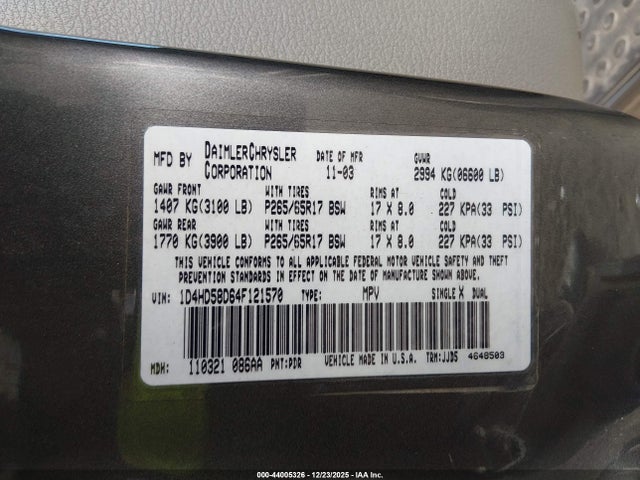 MFD BY DAIMLERCHRYSLER CORPORATION DATE OF MFR 11-03 GVWR 2994 KG(06600 LB)
GAWR FRONT WITH TIRES RIMS AT COLD
1407 KG(3100 LB) P265/65R17 BSW 17 X 8.0 227 KPA(33 PSI)
GAWR REAR WITH TIRES RIMS AT COLD
1770 KG(3900 LB) P265/65R17 BSW 17 X 8.0 227 KPA(33 PSI)
THIS VEHICLE CONFORMS TO ALL APPLICABLE FEDERAL MOTOR VEHICLE SAFETY AND THEFT
PREVENTION STANDARDS IN EFFECT ON THE DATE OF MANUFACTURE SHOWN ABOVE.
VIN: 1D4HD58D64F121570 TYPE: MPV SINGLE X DUAL
MDH: 110321 086AA PNT:PDR VEHICLE MADE IN U.S.A. TRM:JJD5 4648503
000-44005326 - 12/23/2025 - IAA Inc.